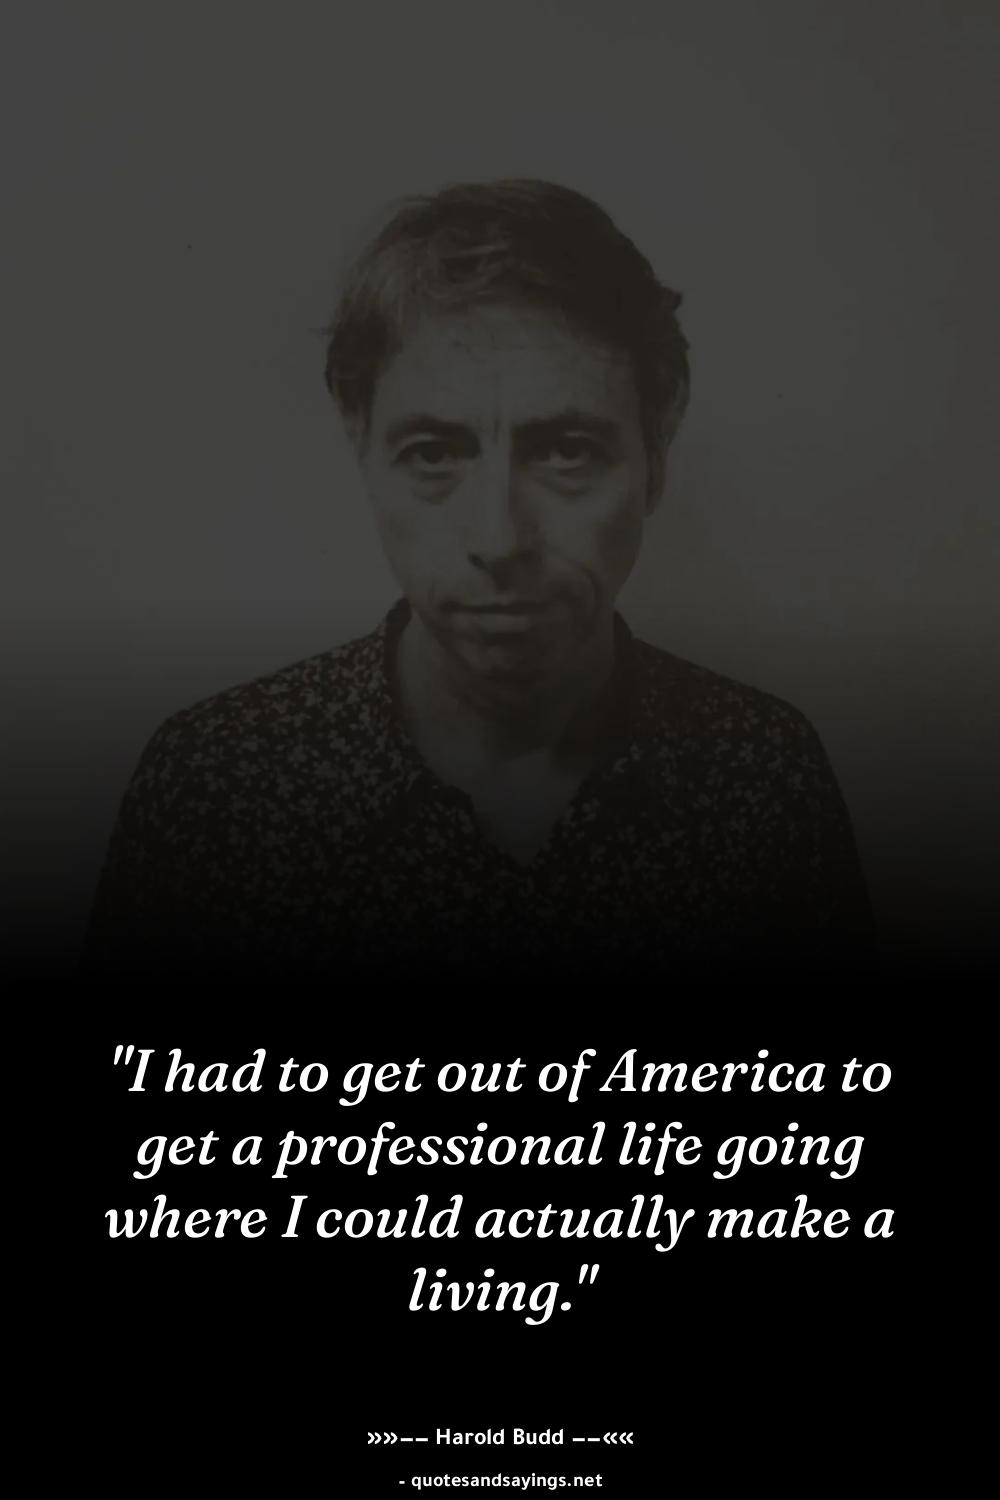 "I had to get out of America to
get a professional life going
where I could actually make a
living."
»»–– Harold Budd ––««
- quotesandsayings.net